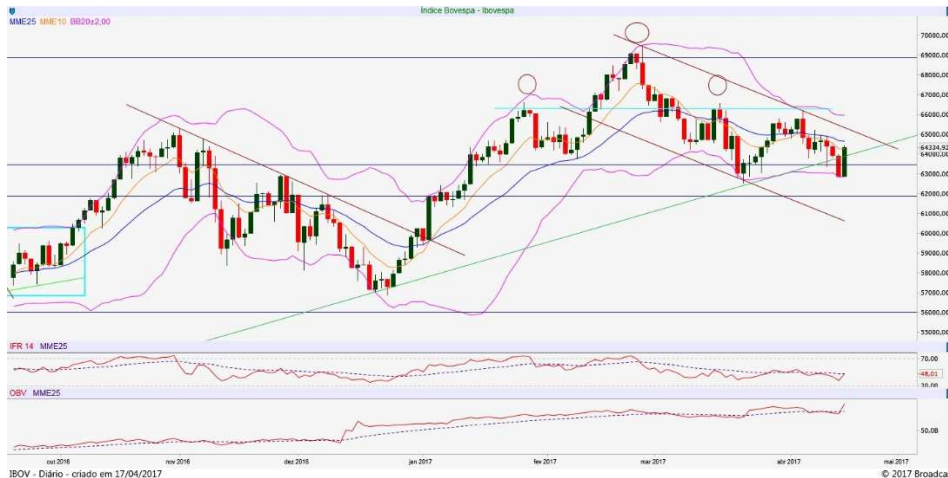 Índice Bovespa - Ibovespa
MME25 MME10 BB20±2,00
70000,00
69000,00
68000,00
67000,00
66000,00
65000,00
64324,92
64000,00
63000,00
62000,00
61000,00
60000,00
59000,00
58000,00
57000,00
56000,00
55000,00
IFR 14 MME25
70.00
48,01
30.00
OBV MME25
50.0B
out 2016 nov 2016 dez 2016 jan 2017 fev 2017 mar 2017 abr 2017 mai 2017
IBOV - Diário - criado em 17/04/2017
© 2017 Broadca